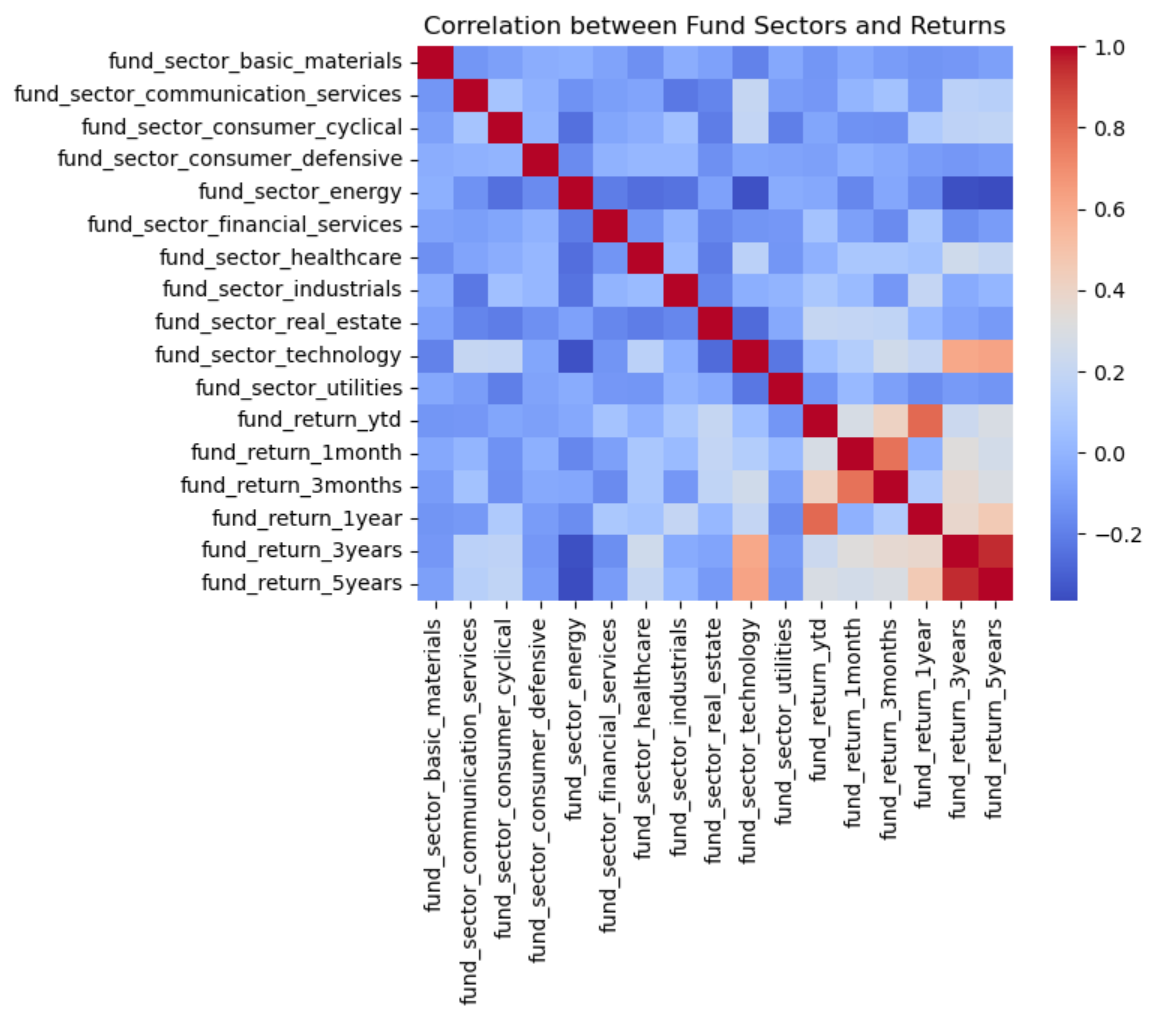 Correlation between Fund Sectors and Returns
fund_sector_basic_materials
fund_sector_communication_services
fund_sector_consumer_cyclical
fund_sector_consumer_defensive
fund_sector_energy
fund_sector_financial_services
fund_sector_healthcare
fund_sector_industrials
fund_sector_real_estate
fund_sector_technology
fund_sector_utilities
fund_return_ytd
fund_return_1month
fund_return_3months
fund_return_1year
fund_return_3years
fund_return_5years
fund_sector_basic_materials
fund_sector_communication_services
fund_sector_consumer_cyclical
fund_sector_consumer_defensive
fund_sector_energy
fund_sector_financial_services
fund_sector_healthcare
fund_sector_industrials
fund_sector_real_estate
fund_sector_technology
fund_sector_utilities
fund_return_ytd
fund_return_1month
fund_return_3months
fund_return_1year
fund_return_3years
fund_return_5years
1.0
0.8
0.6
0.4
0.2
0.0
−0.2